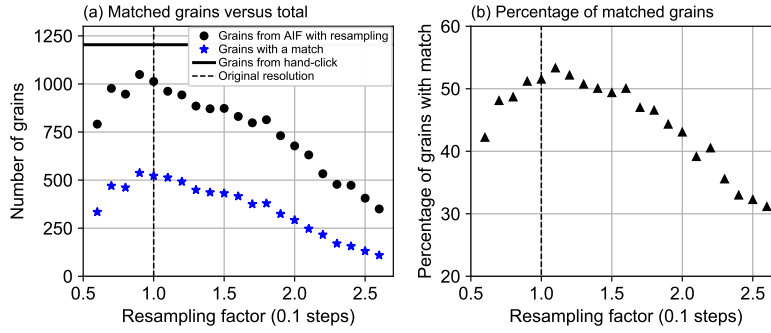 (a) Matched grains versus total
Grains from AIF with resampling
Grains with a match
Grains from hand-click
Original resolution
Number of grains
1250
1000
750
500
250
0
0.5 1.0 1.5 2.0 2.5
Resampling factor (0.1 steps)
(b) Percentage of matched grains
Percentage of grains with match
60
50
40
30
20
0.5 1.0 1.5 2.0 2.5
Resampling factor (0.1 steps)